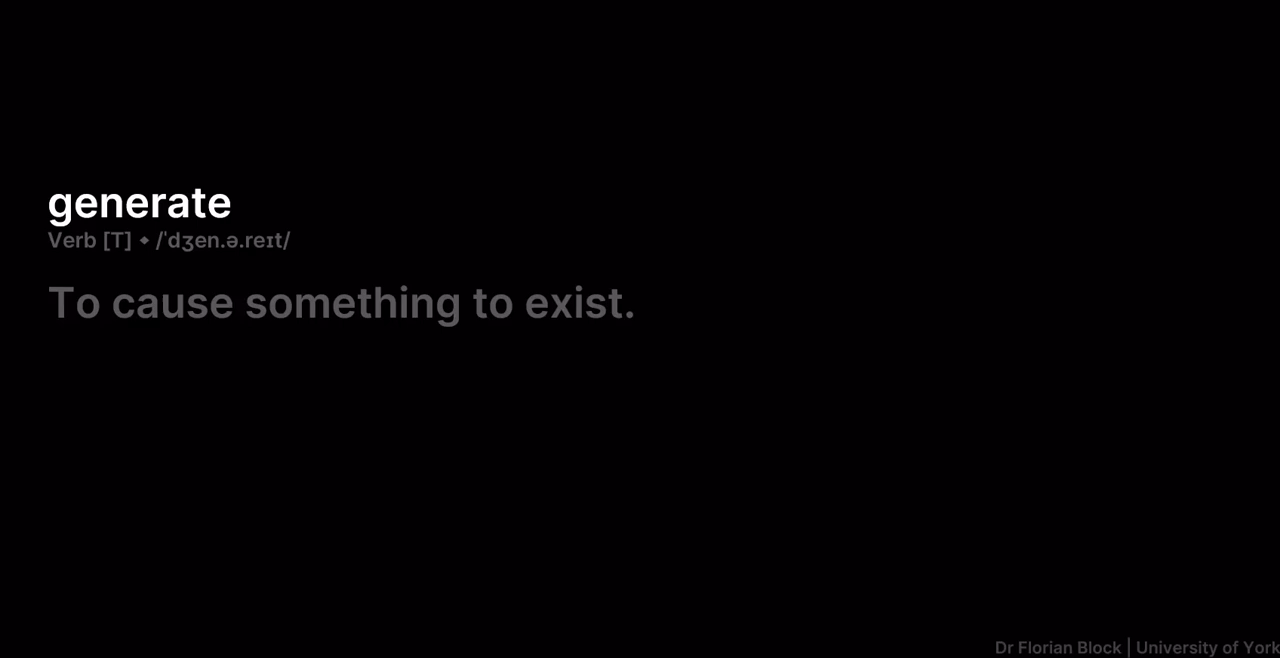 generate
Verb [T] ⬩ /ˈdʒen.ə.reɪt/
To cause something to exist.
Dr Florian Block | University of York